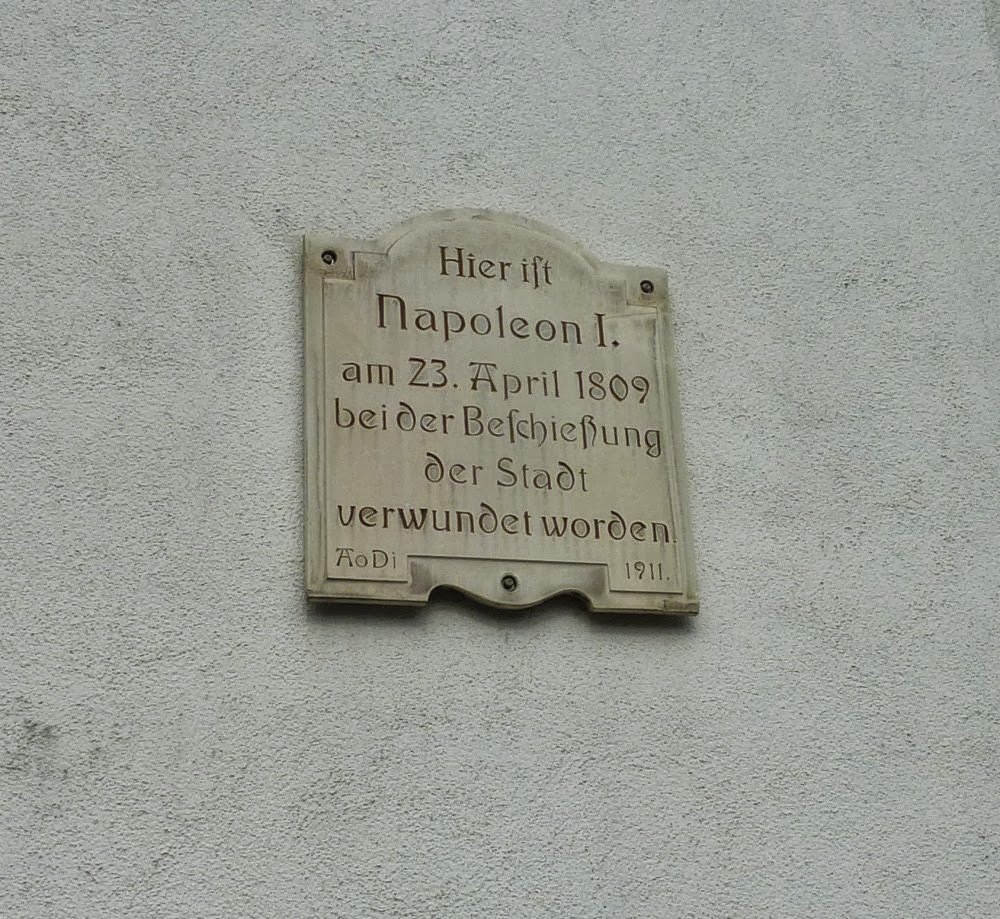 Hier iſt
Napoleon I.
am 23. April 1809
bei der Beſchießung
der Stadt
verwundet worden.
AoDi
1911.